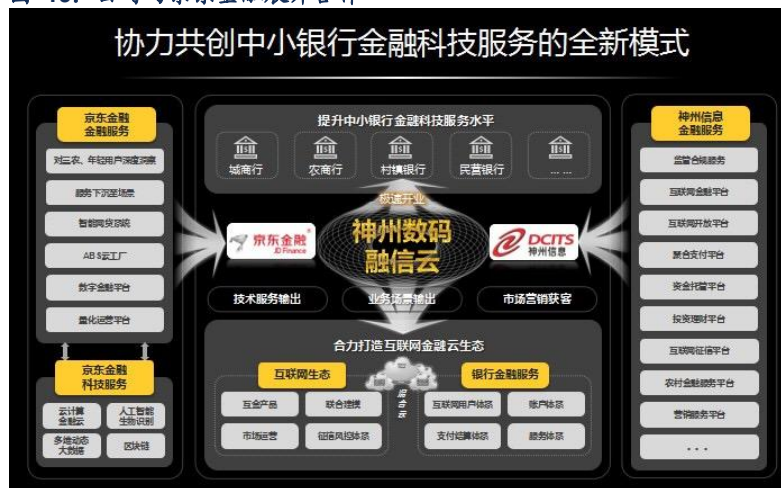 协力共创中小银行金融科技服务的全新模式
京东金融
金融服务
对三农、年轻用户深度洞察
服务下沉至场景
智能网贷系统
ABS云工厂
数字金融平台
量化运营平台
京东金融
科技服务
云计算
金融云
人工智能
生物识别
多维动态
大数据
区块链
提升中小银行金融科技服务水平
城商行
农商行
村镇银行
民营银行
... ...
极速开业
京东金融
JD Finance
神州数码
融信云
DCITS
神州信息
技术服务输出
业务场景输出
市场营销获客
合力打造互联网金融云生态
互联网生态
互金产品
联合建模
市场运营
征信风控体系
银行金融服务
互联网用户体系
账户体系
支付结算体系
服务体系
神州信息
金融服务
监管合规服务
互联网金融平台
互联网开放平台
聚合支付平台
资金托管平台
投资理财平台
互联网征信平台
农村金融服务平台
营销服务平台
...